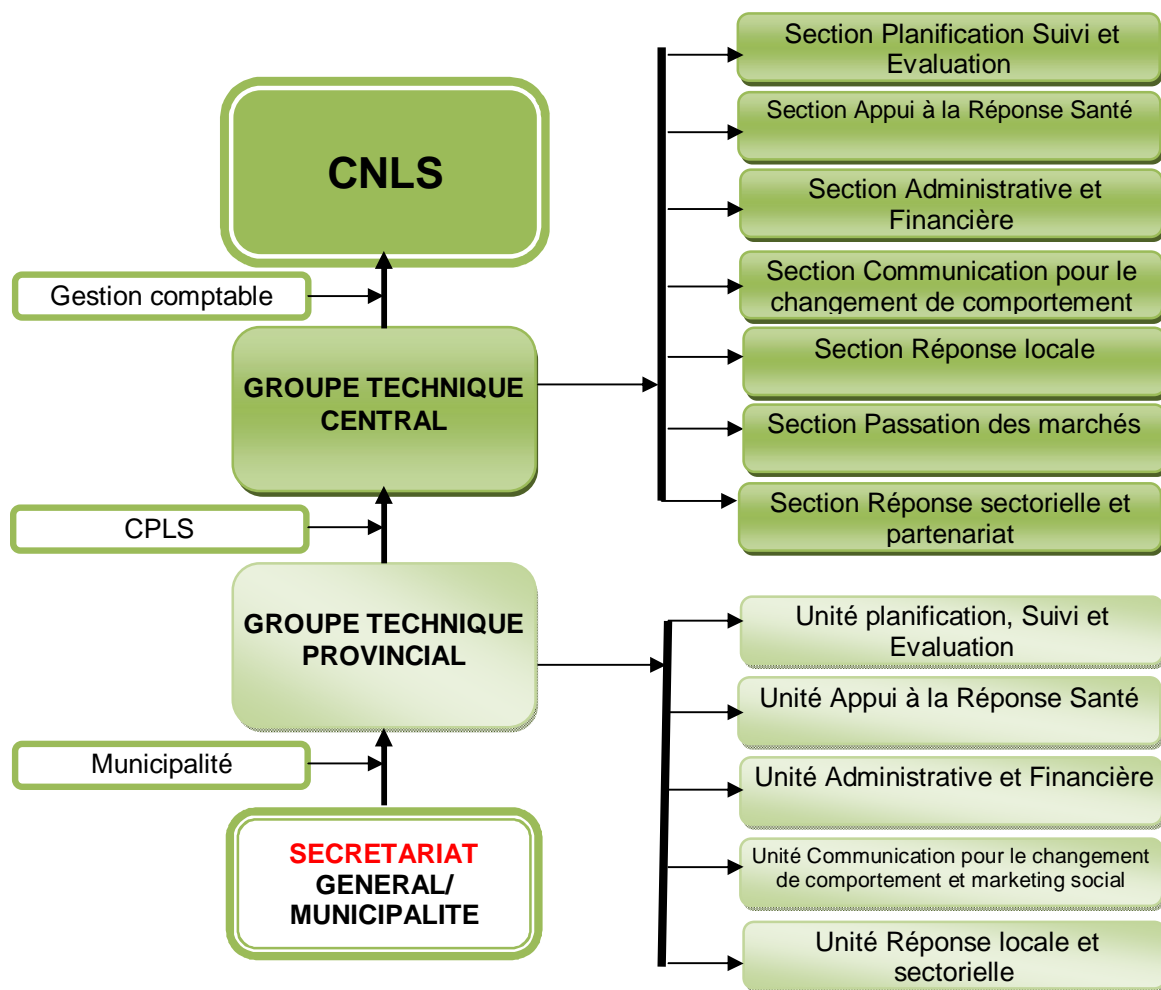 CNLS
Gestion comptable
GROUPE TECHNIQUE
CENTRAL
CPLS
GROUPE TECHNIQUE
PROVINCIAL
Municipalité
SECRETARIAT
GENERAL/
MUNICIPALITE
Section Planification Suivi et
Evaluation
Section Appui à la Réponse Santé
Section Administrative et
Financière
Section Communication pour le
changement de comportement
Section Réponse locale
Section Passation des marchés
Section Réponse sectorielle et
partenariat
Unité planification, Suivi et
Evaluation
Unité Appui à la Réponse Santé
Unité Administrative et Financière
Unité Communication pour le changement
de comportement et marketing social
Unité Réponse locale et
sectorielle